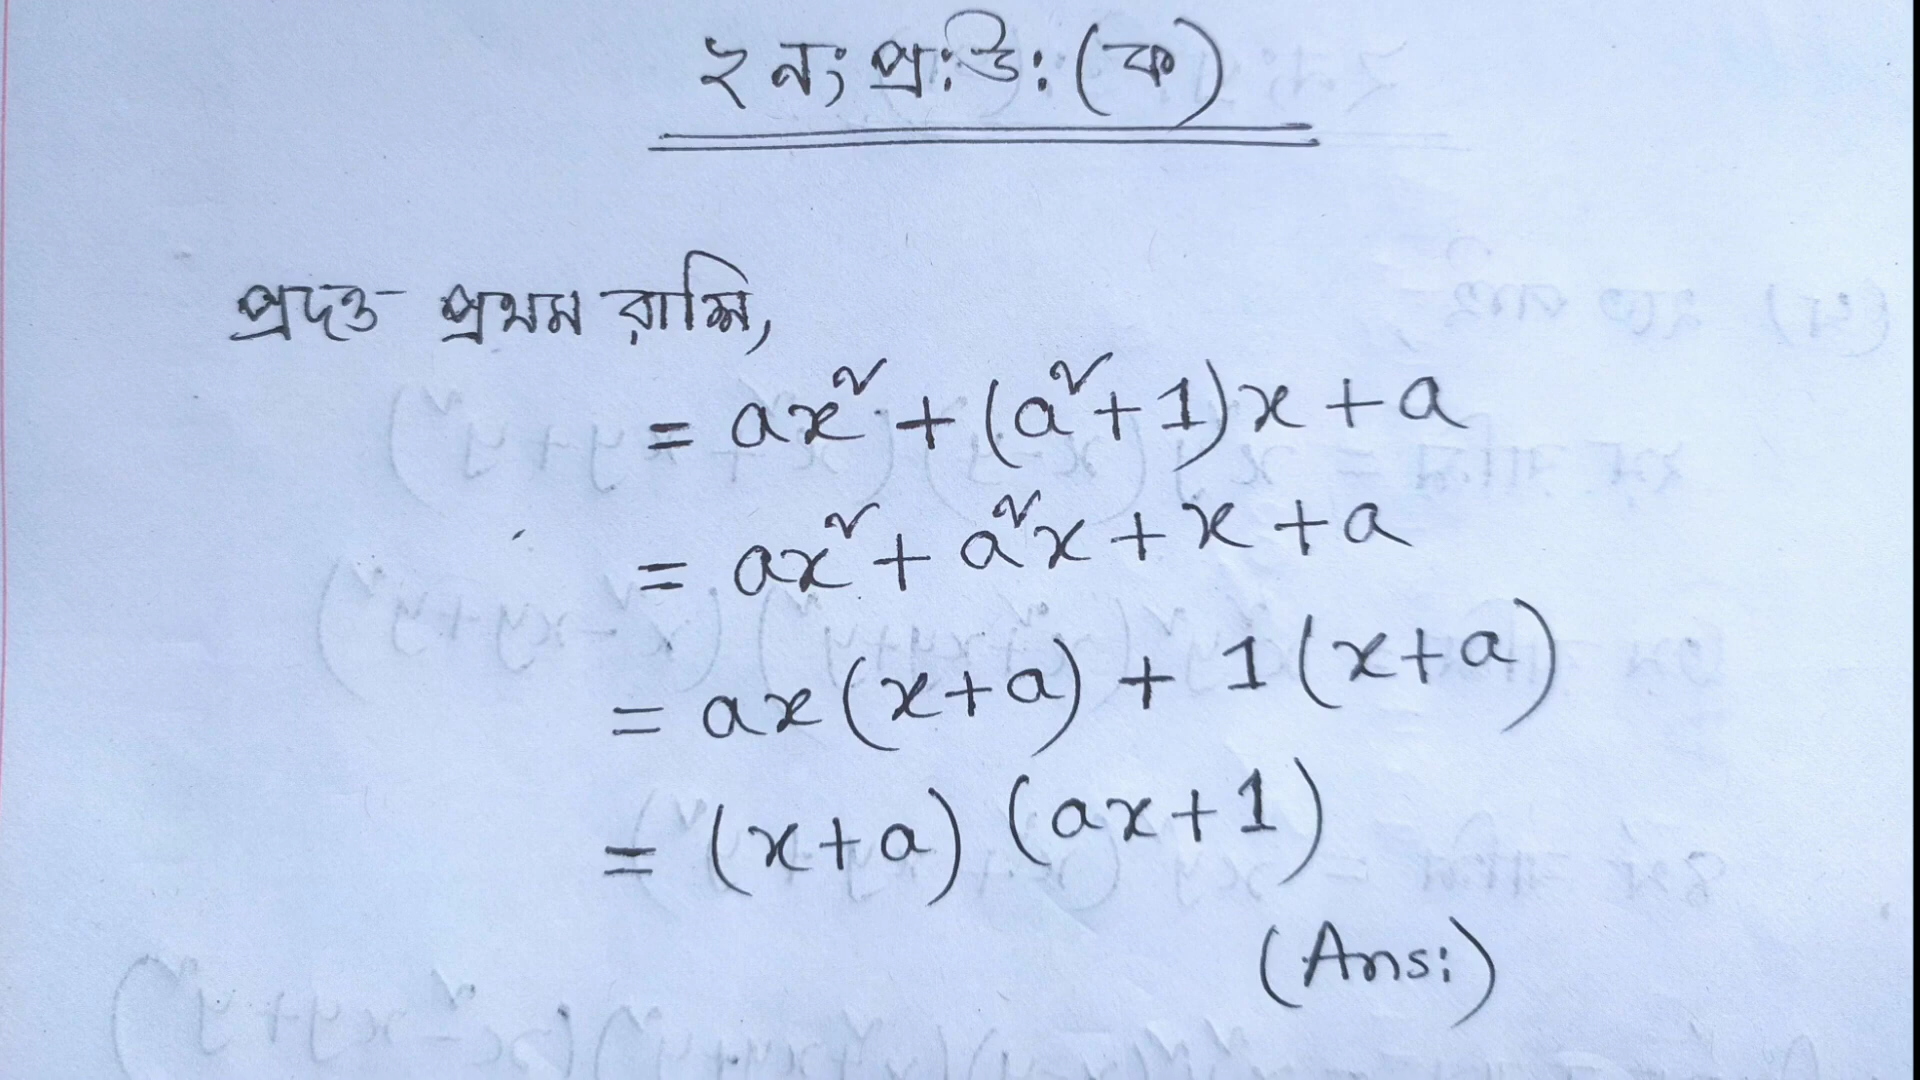 ২ নং প্র:উ: (ক)
প্রদত্ত প্রথম রাশি,
= ax² + (a²+1)x + a
= ax² + a²x + x + a
= ax(x+a) + 1(x+a)
= (x+a) (ax+1)
(Ans:)